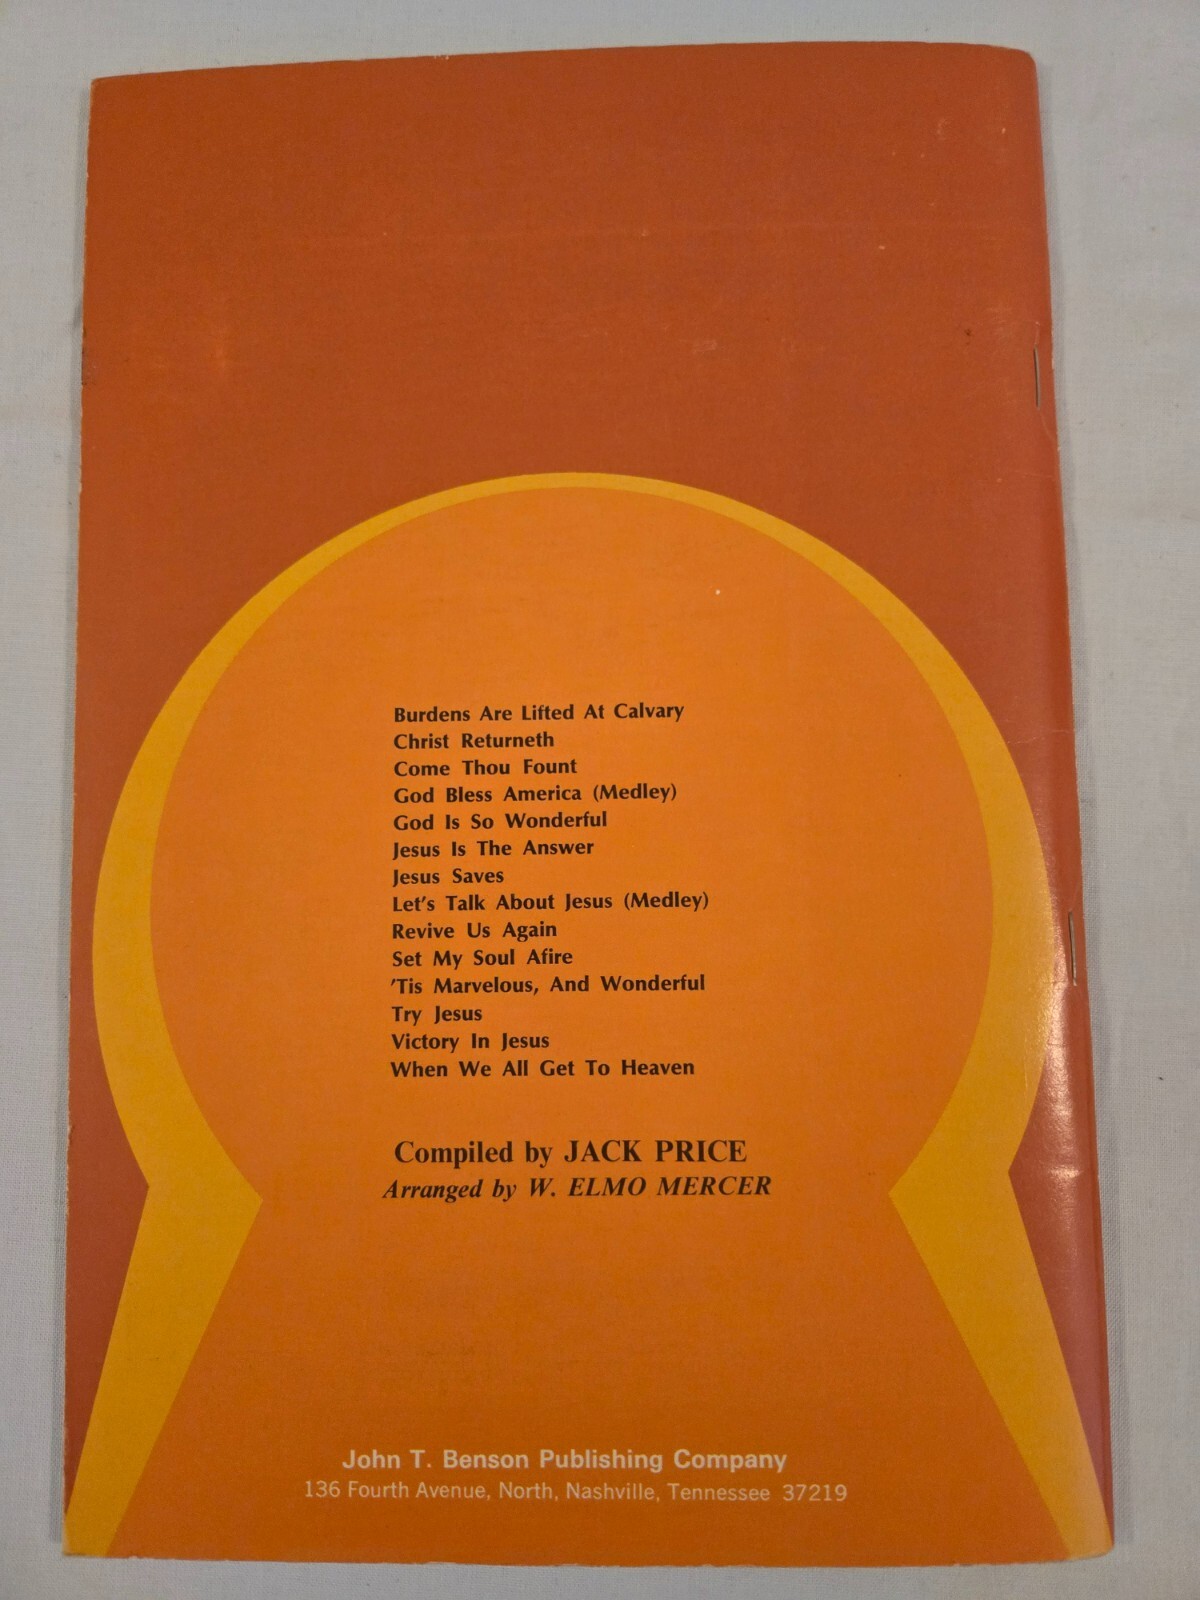 Burdens Are Lifted At Calvary
Christ Returneth
Come Thou Fount
God Bless America (Medley)
God Is So Wonderful
Jesus Is The Answer
Jesus Saves
Let's Talk About Jesus (Medley)
Revive Us Again
Set My Soul Afire
'Tis Marvelous, And Wonderful
Try Jesus
Victory In Jesus
When We All Get To Heaven
Compiled by JACK PRICE
Arranged by W. ELMO MERCER
John T. Benson Publishing Company
136 Fourth Avenue, North, Nashville, Tennessee 37219